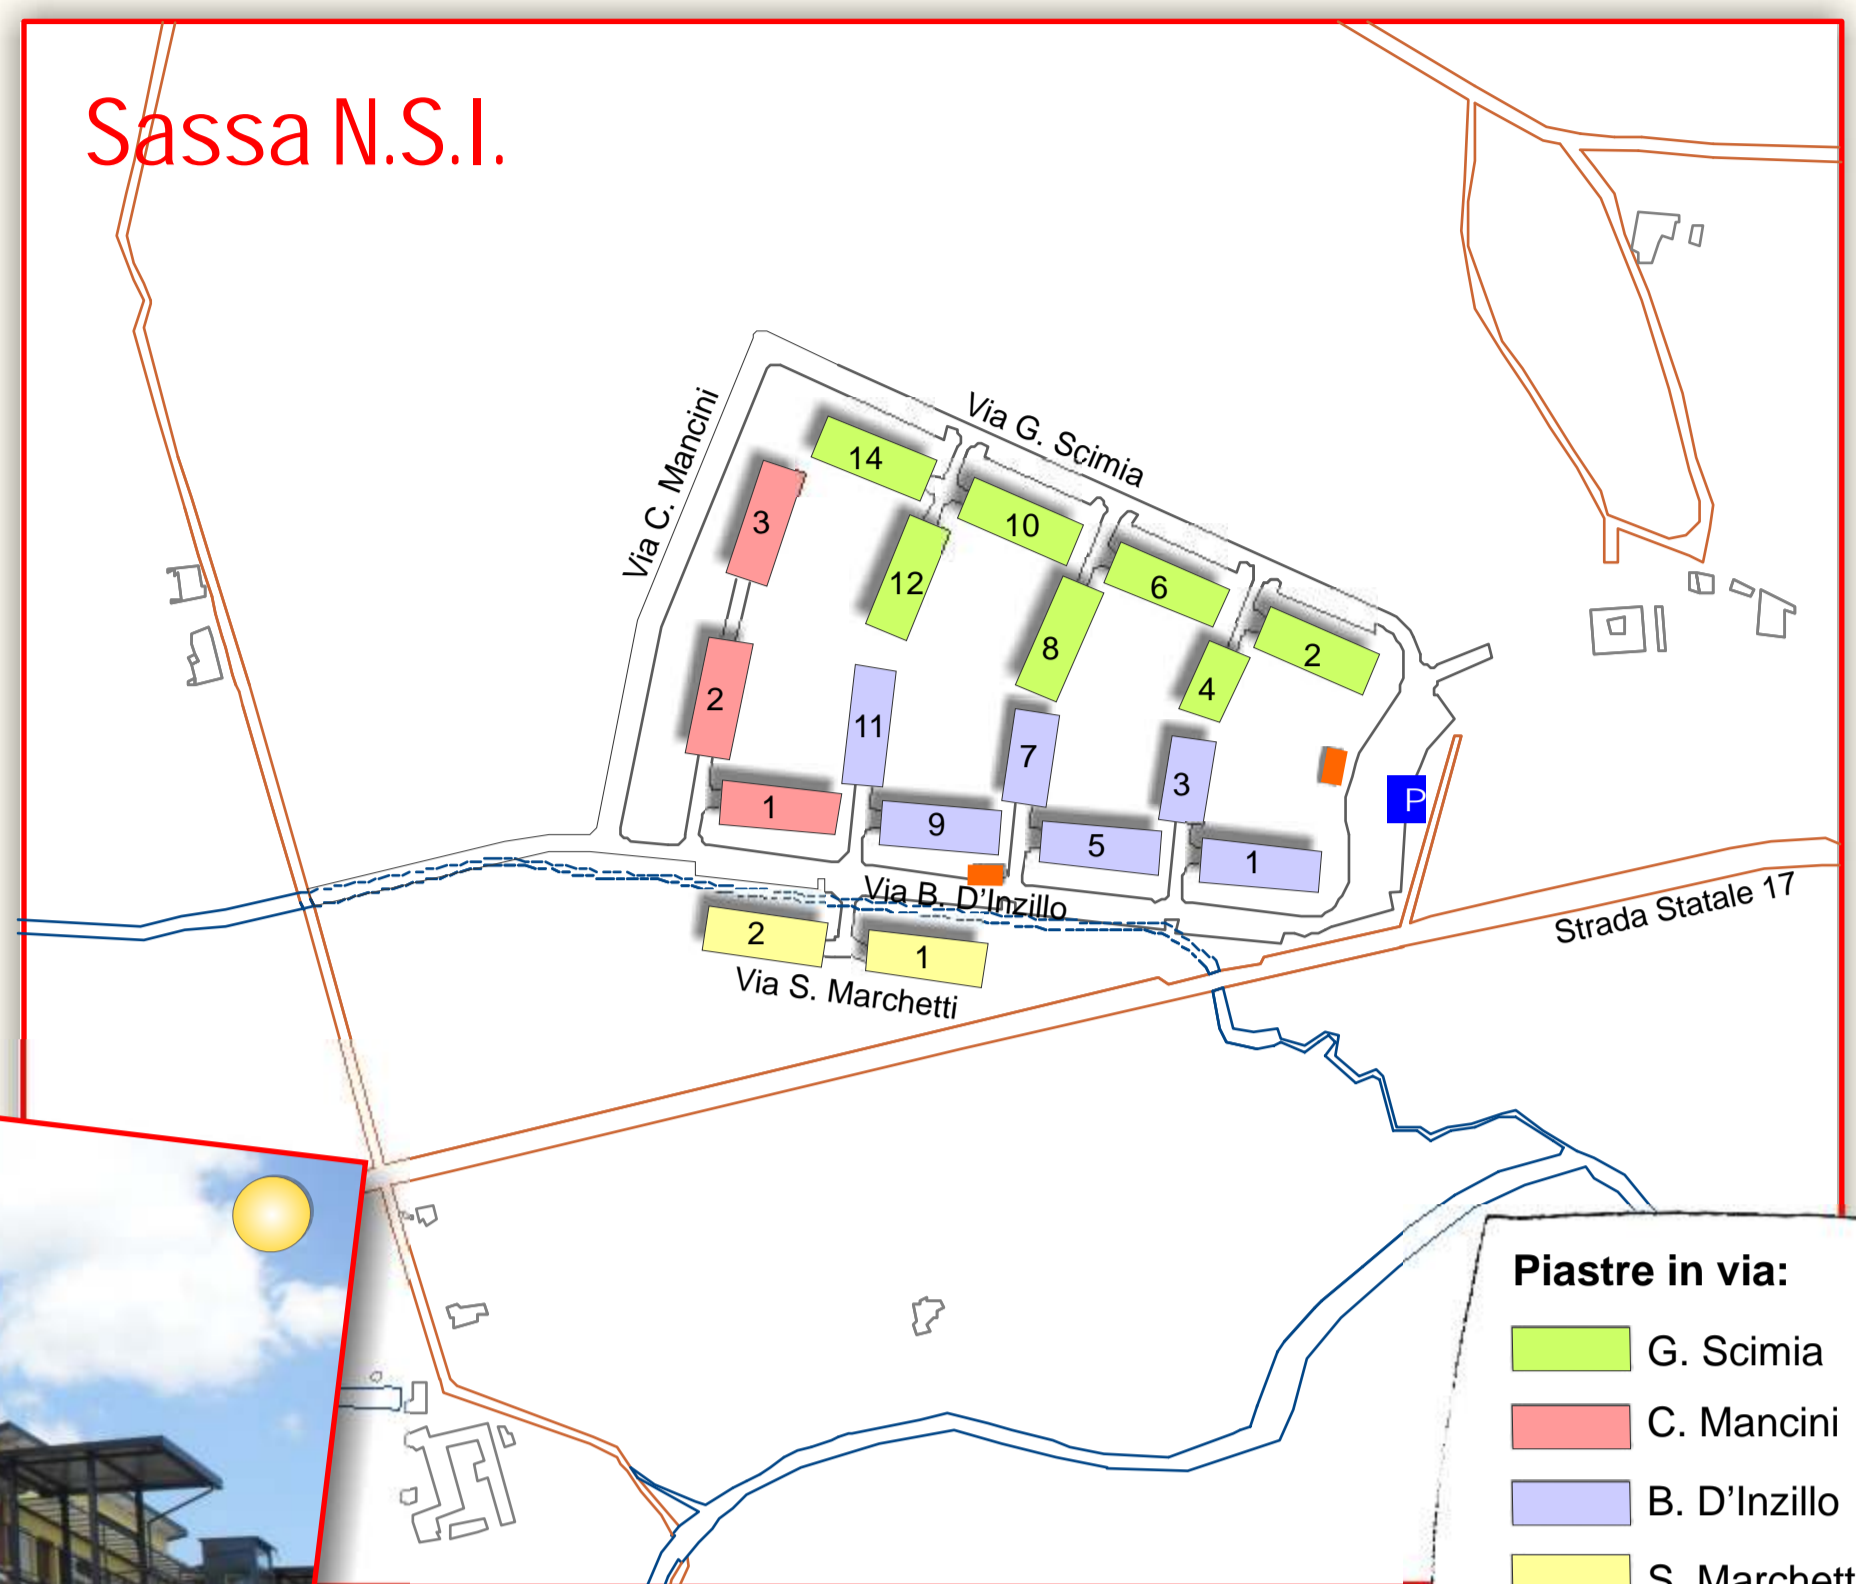 Sassa N.S.I.
Via C. Mancini
Via G. Scimia
14
3
10
12
6
8
2
4
2
11
7
3
1
9
5
1
P
Via B. D'Inzillo
2
1
Via S. Marchetti
Strada Statale 17
Piastre in via:
G. Scimia
C. Mancini
B. D'Inzillo
S. Marchett